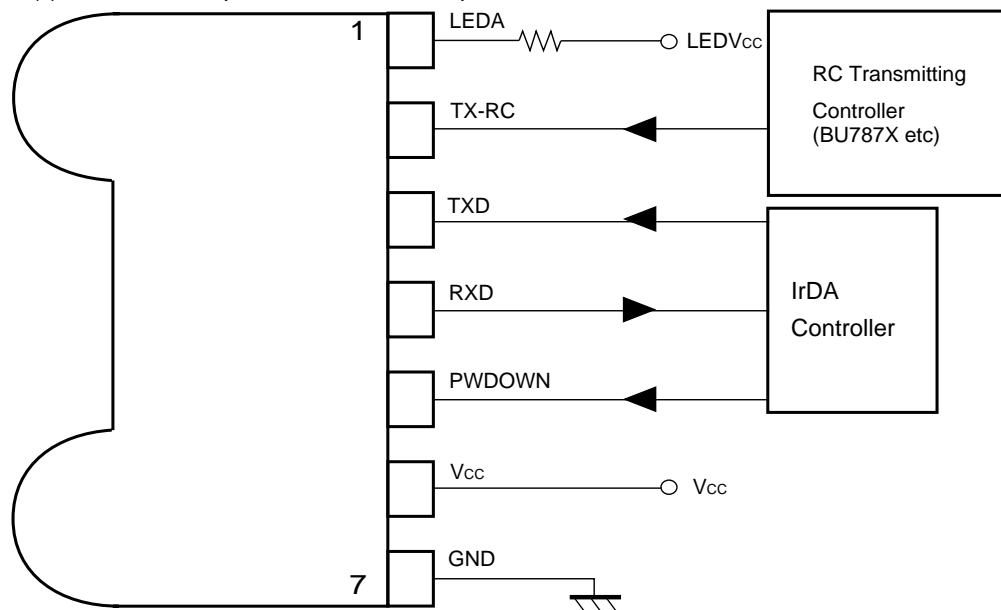 1
LEDA
LEDVcc
RC Transmitting
Controller
(BU787X etc)
TX-RC
TXD
RXD
IrDA
Controller
PWDOWN
Vcc
Vcc
GND
7